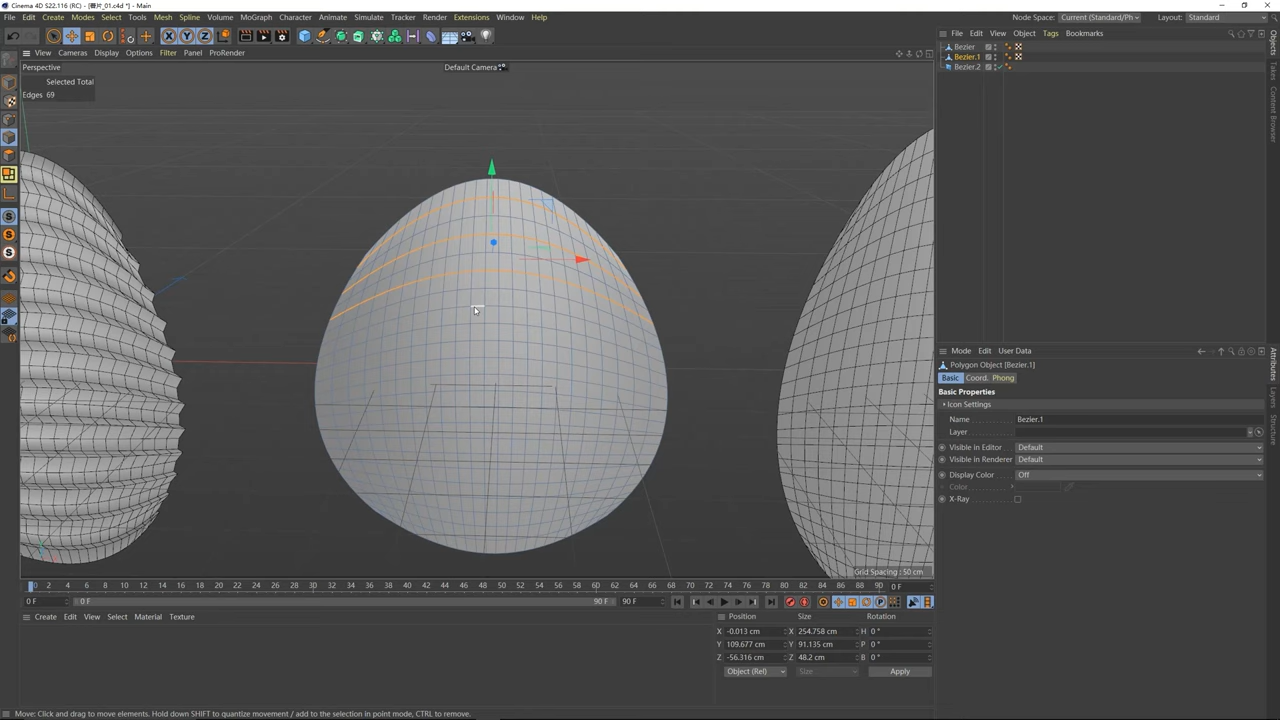 Cinema 4D S22.116 (RC) - [番片_01.c4d *] - Main
File Edit Create Modes Select Tools Mesh Spline Volume MoGraph Character Animate Simulate Tracker Render Extensions Window Help
Node Space: Current (Standard/Ph Layout: Standard
View Cameras Display Options Filter Panel ProRender
File Edit View Object Tags Bookmarks
Perspective
Default Camera
Selected Total
Edges 69
Bezier
Bezier.1
Bezier.2
Objects
Takes
Content Browser
Mode Edit User Data
Polygon Object [Bezier.1]
Basic Coord. Phong
Basic Properties
Icon Settings
Name Bezier.1
Layer
Visible in Editor Default
Visible in Renderer Default
Display Color Off
Color
X-Ray
Attributes
Layers
Structure
Grid Spacing : 50 cm
0 2 4 6 8 10 12 14 16 18 20 22 24 26 28 30 32 34 36 38 40 42 44 46 48 50 52 54 56 58 60 62 64 66 68 70 72 74 76 78 80 82 84 86 88 90 0 F
0 F 0 F 90 F 90 F
Create Edit View Select Material Texture
Position Size Rotation
X -0.013 cm X 254.758 cm H 0 °
Y 109.677 cm Y 91.135 cm P 0 °
Z -56.316 cm Z 48.2 cm B 0 °
Object (Rel) Size Apply
Move: Click and drag to move elements. Hold down SHIFT to quantize movement / add to the selection in point mode, CTRL to remove.